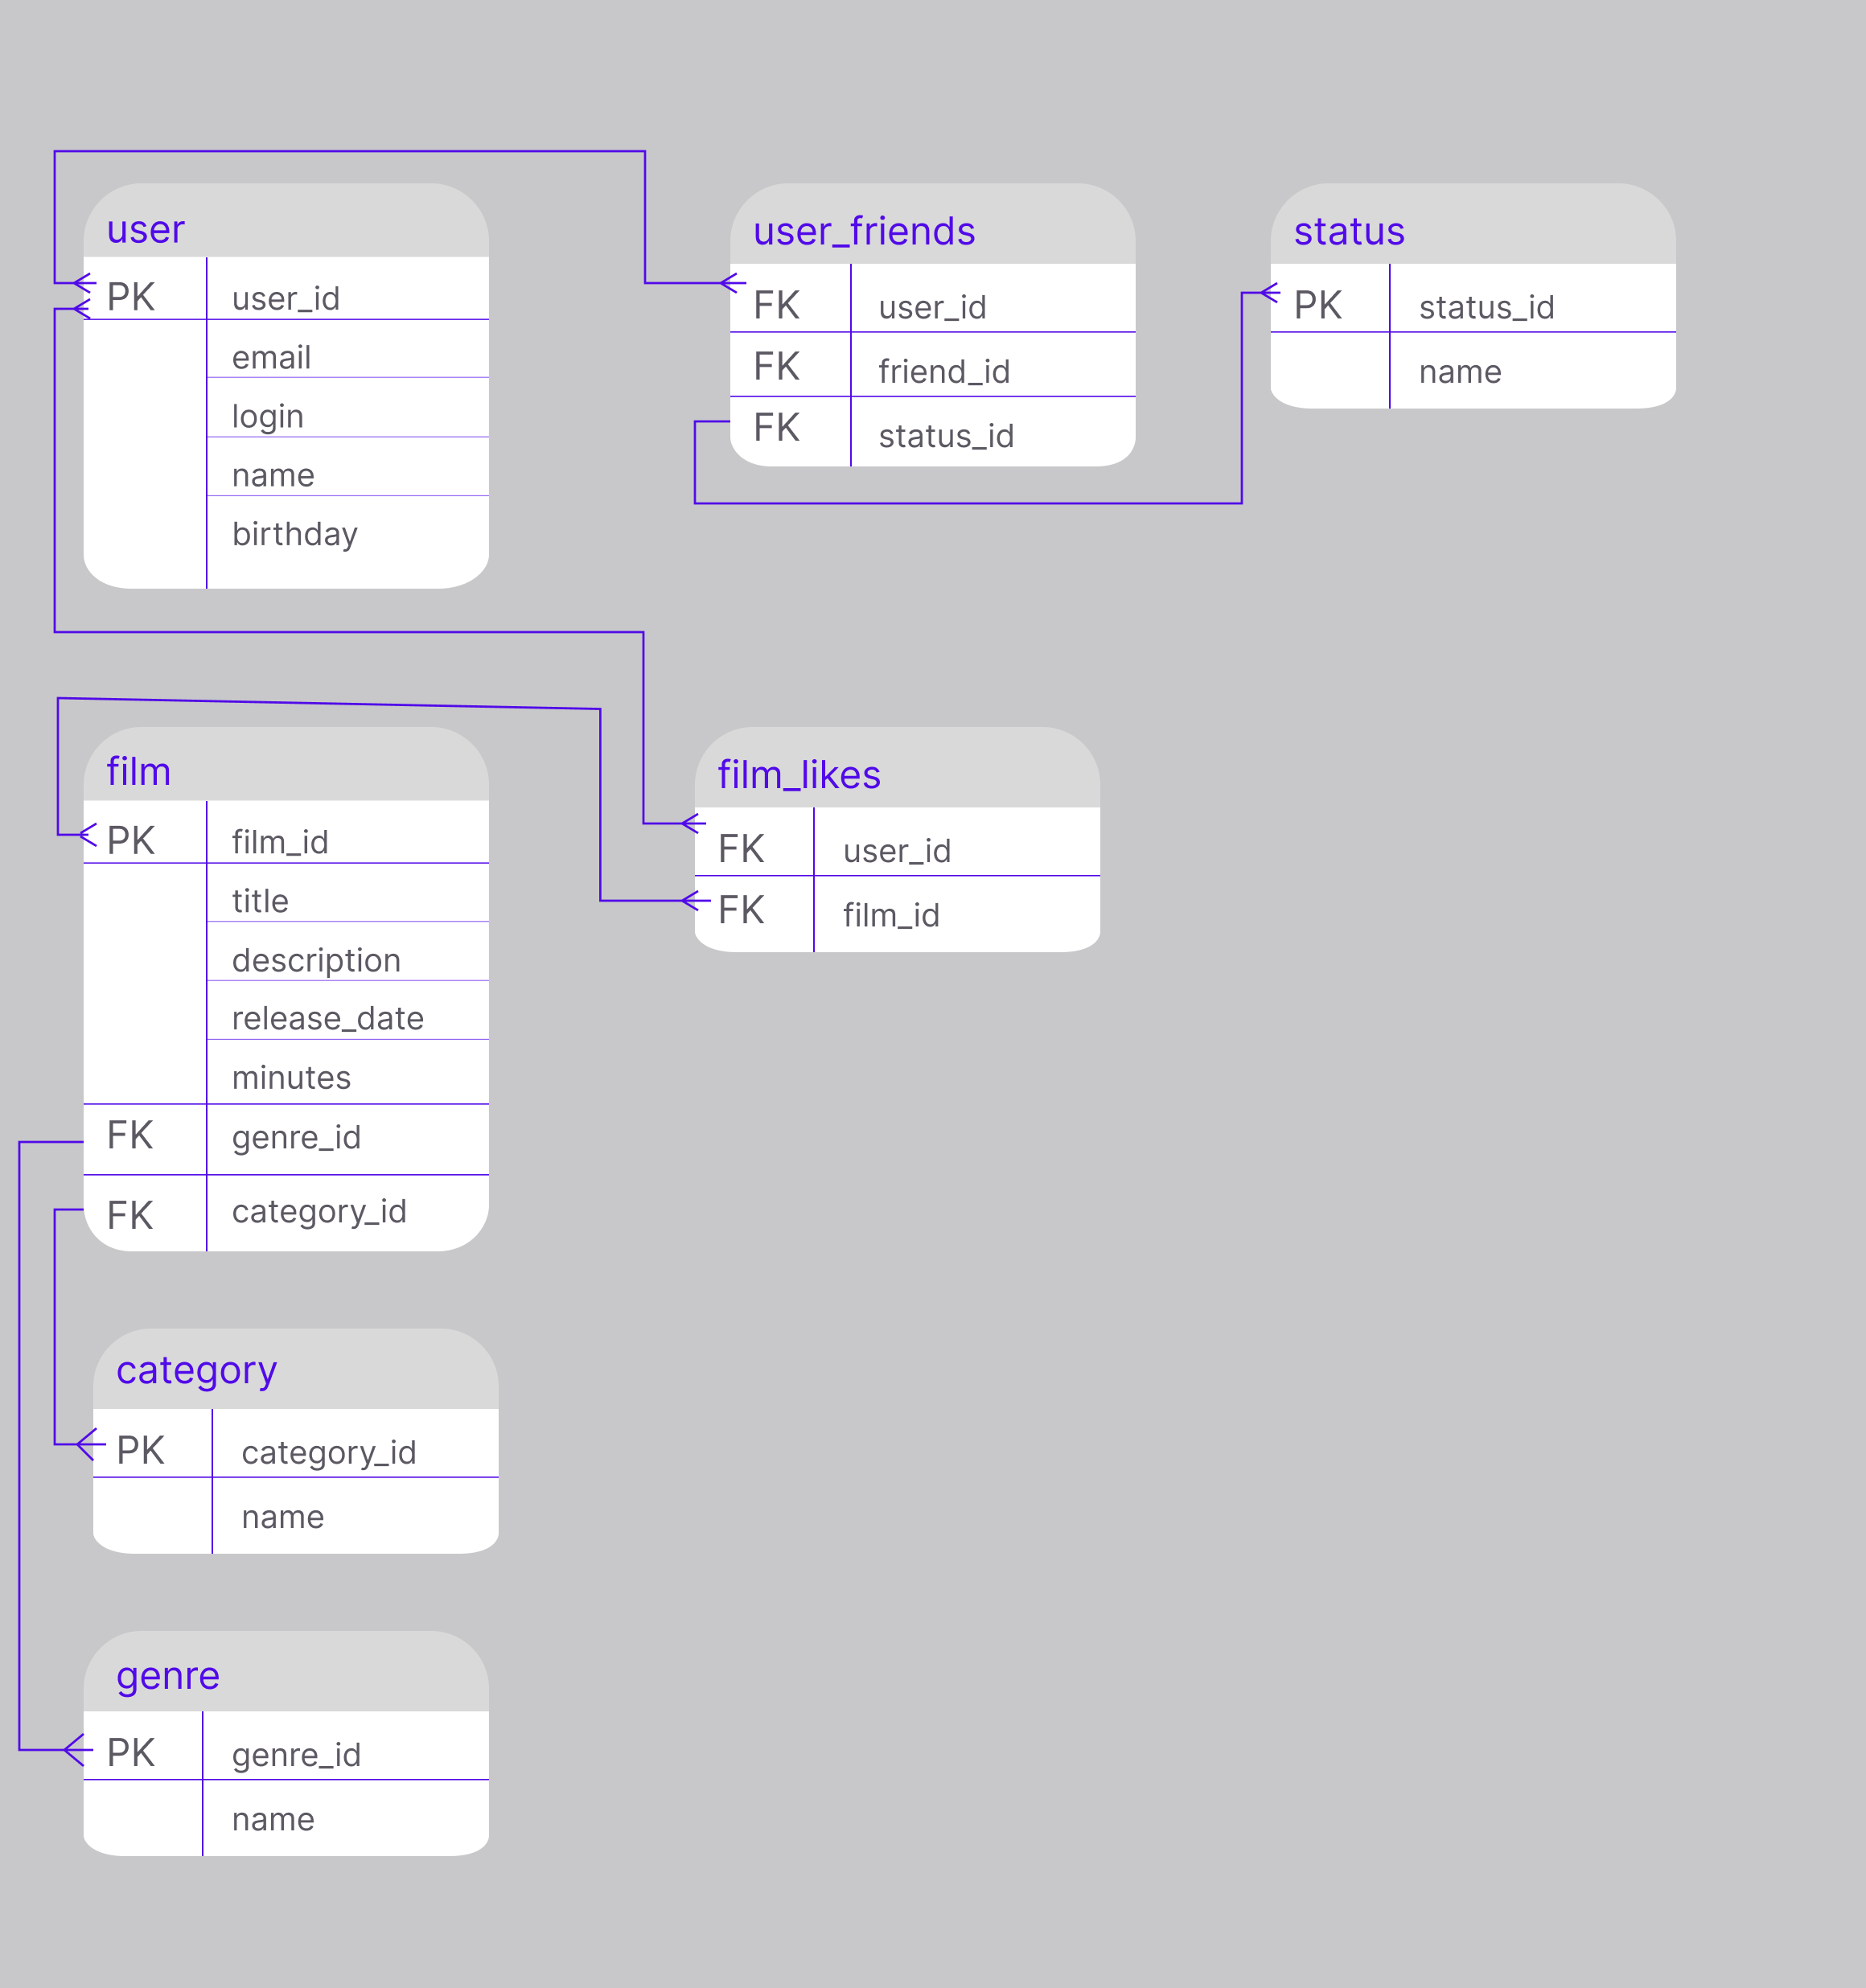 user
PK user_id
email
login
name
birthday
user_friends
FK user_id
FK friend_id
FK status_id
status
PK status_id
name
film
PK film_id
title
description
release_date
minutes
FK genre_id
FK category_id
film_likes
FK user_id
FK film_id
category
PK category_id
name
genre
PK genre_id
name